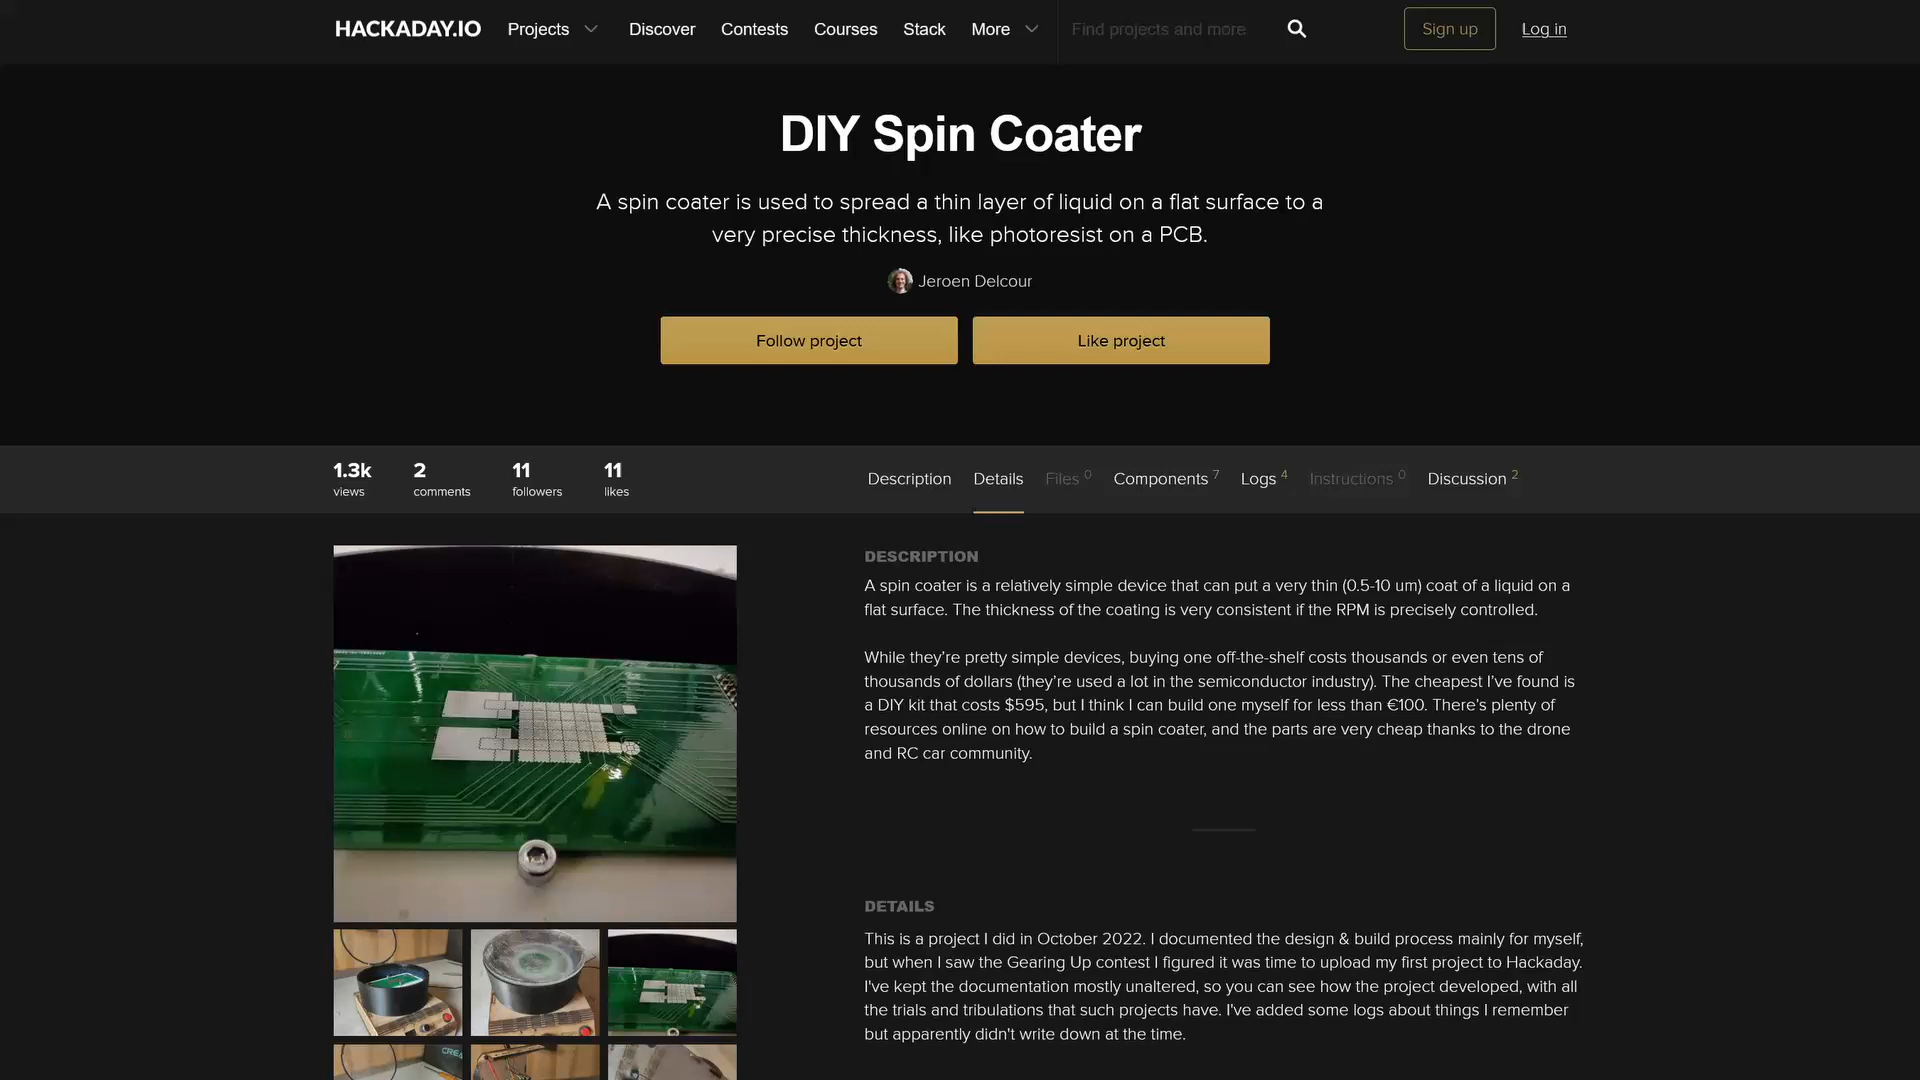 HACKADAY.IO Projects Discover Contests Courses Stack More Find projects and more Sign up Log in
DIY Spin Coater
A spin coater is used to spread a thin layer of liquid on a flat surface to a
very precise thickness, like photoresist on a PCB.
Jeroen Delcour
Follow project Like project
1.3k views 2 comments 11 followers 11 likes
Description Details Files 0 Components 7 Logs 4 Instructions 0 Discussion 2
DESCRIPTION
A spin coater is a relatively simple device that can put a very thin (0.5-10 um) coat of a liquid on a
flat surface. The thickness of the coating is very consistent if the RPM is precisely controlled.
While they’re pretty simple devices, buying one off-the-shelf costs thousands or even tens of
thousands of dollars (they’re used a lot in the semiconductor industry). The cheapest I’ve found is
a DIY kit that costs $595, but I think I can build one myself for less than €100. There’s plenty of
resources online on how to build a spin coater, and the parts are very cheap thanks to the drone
and RC car community.
DETAILS
This is a project I did in October 2022. I documented the design & build process mainly for myself,
but when I saw the Gearing Up contest I figured it was time to upload my first project to Hackaday.
I've kept the documentation mostly unaltered, so you can see how the project developed, with all
the trials and tribulations that such projects have. I've added some logs about things I remember
but apparently didn't write down at the time.